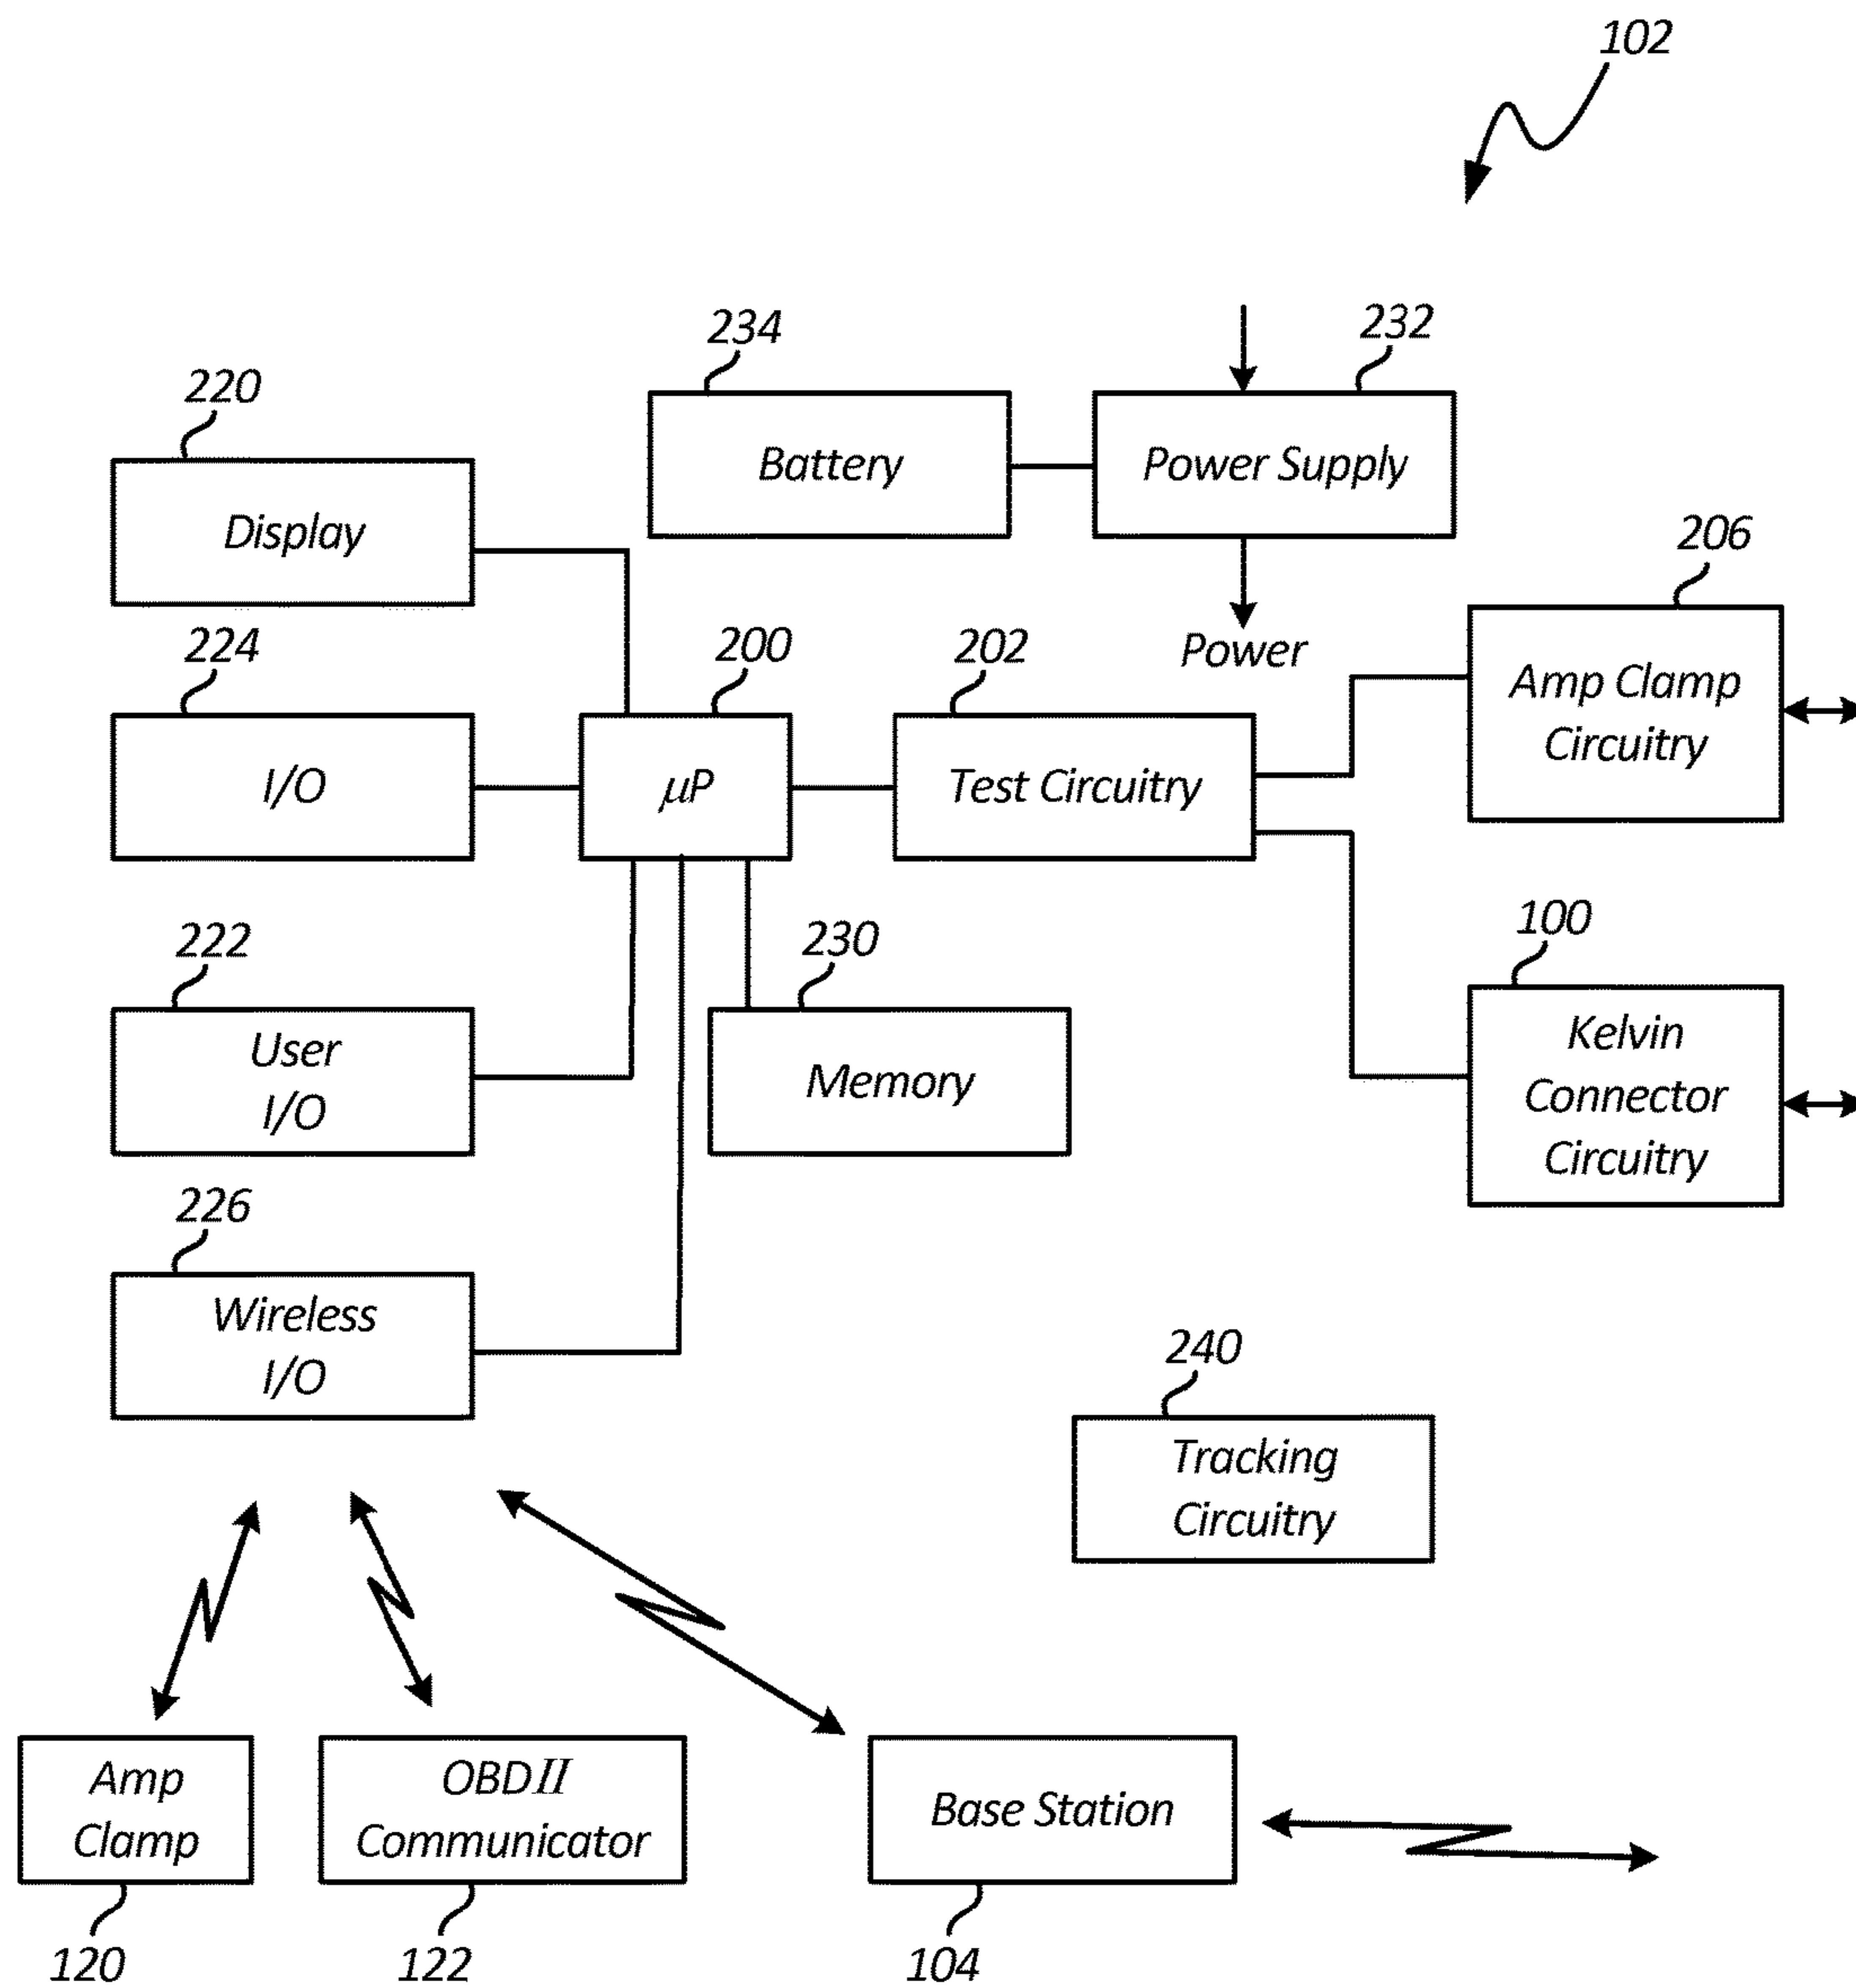 102
234
232
220
Battery
Power Supply
Display
206
224
200
202
Power
Amp Clamp
Circuitry
I/O
μP
Test Circuitry
222
230
100
User
I/O
Memory
Kelvin
Connector
Circuitry
226
Wireless
I/O
240
Tracking
Circuitry
Amp
Clamp
OBDII
Communicator
Base Station
120
122
104